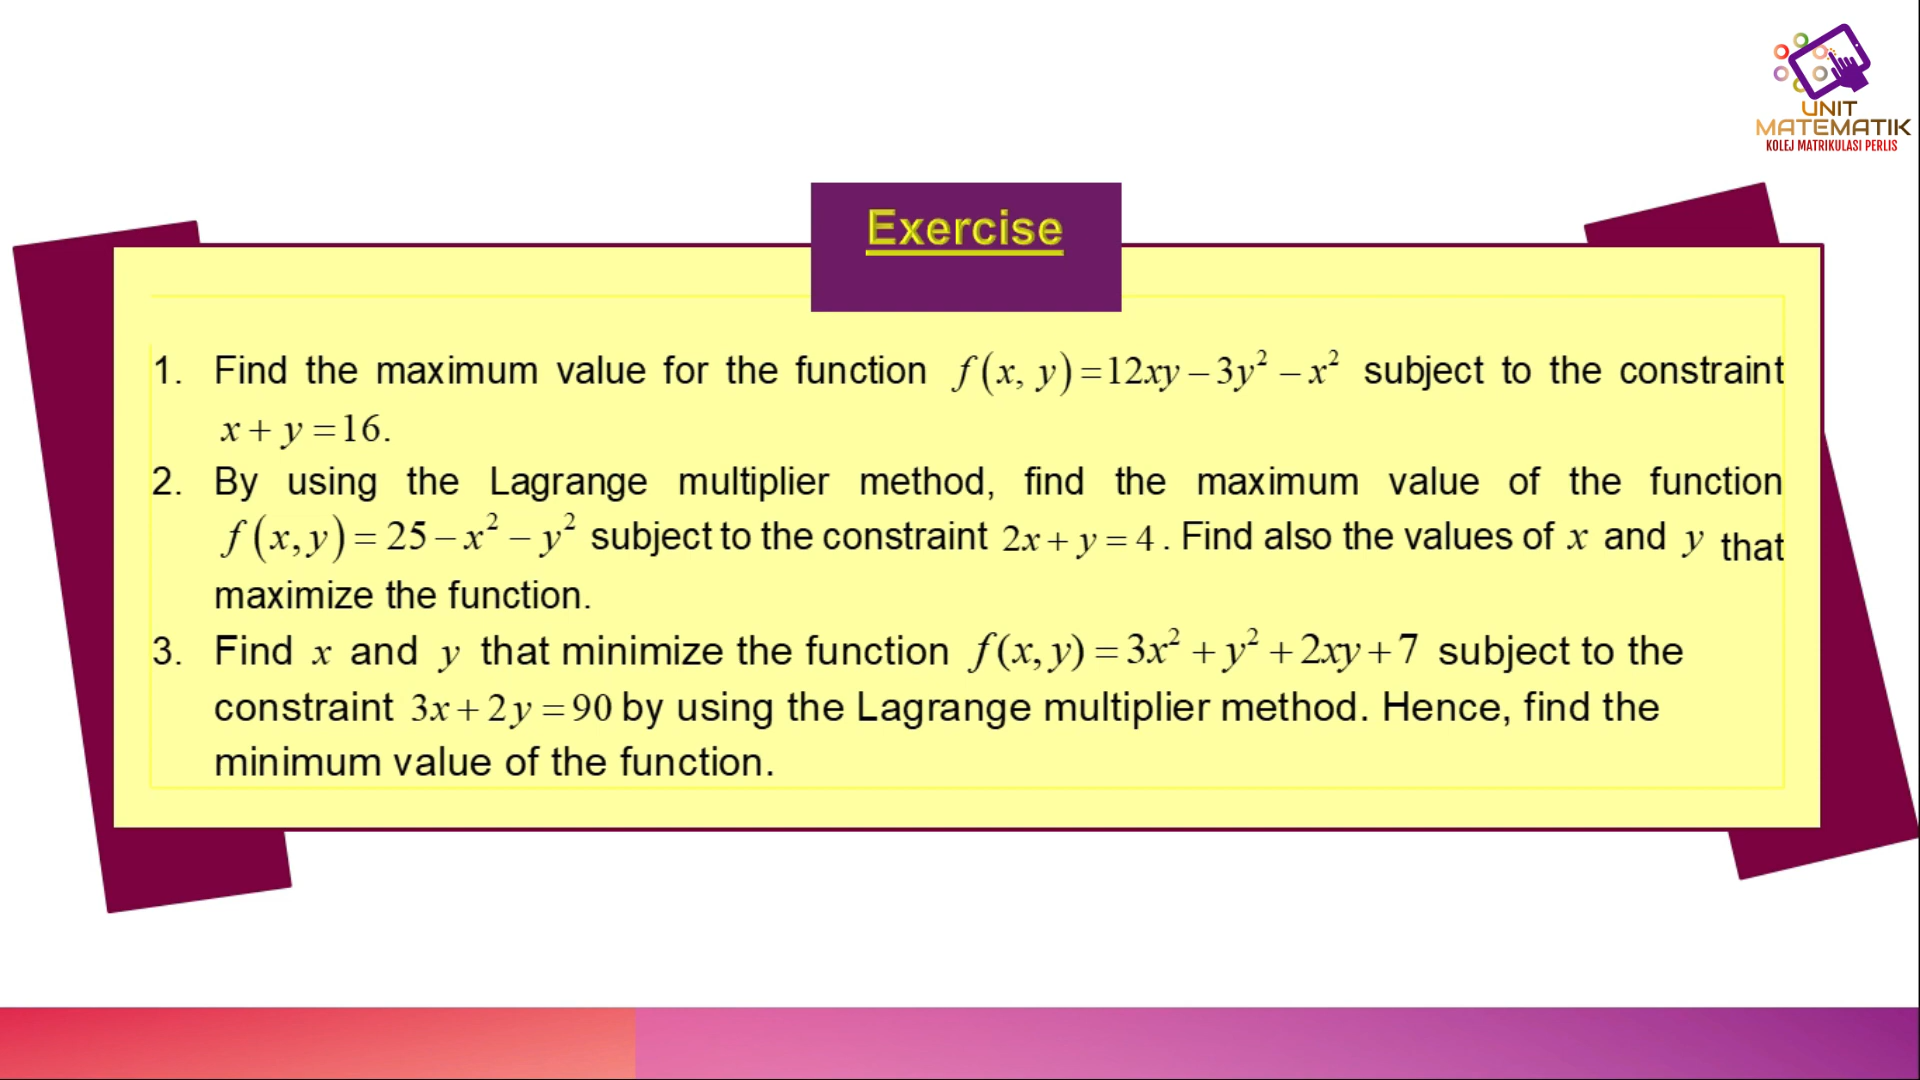 UNIT
MATEMATIK
KOLEJ MATRIKULASI PERLIS
Exercise
1. Find the maximum value for the function f(x, y)=12xy−3y²−x² subject to the constraint
x+y=16.
2. By using the Lagrange multiplier method, find the maximum value of the function
f(x,y)=25−x²−y² subject to the constraint 2x+y=4. Find also the values of x and y that
maximize the function.
3. Find x and y that minimize the function f(x,y)=3x²+y²+2xy+7 subject to the
constraint 3x+2y=90 by using the Lagrange multiplier method. Hence, find the
minimum value of the function.